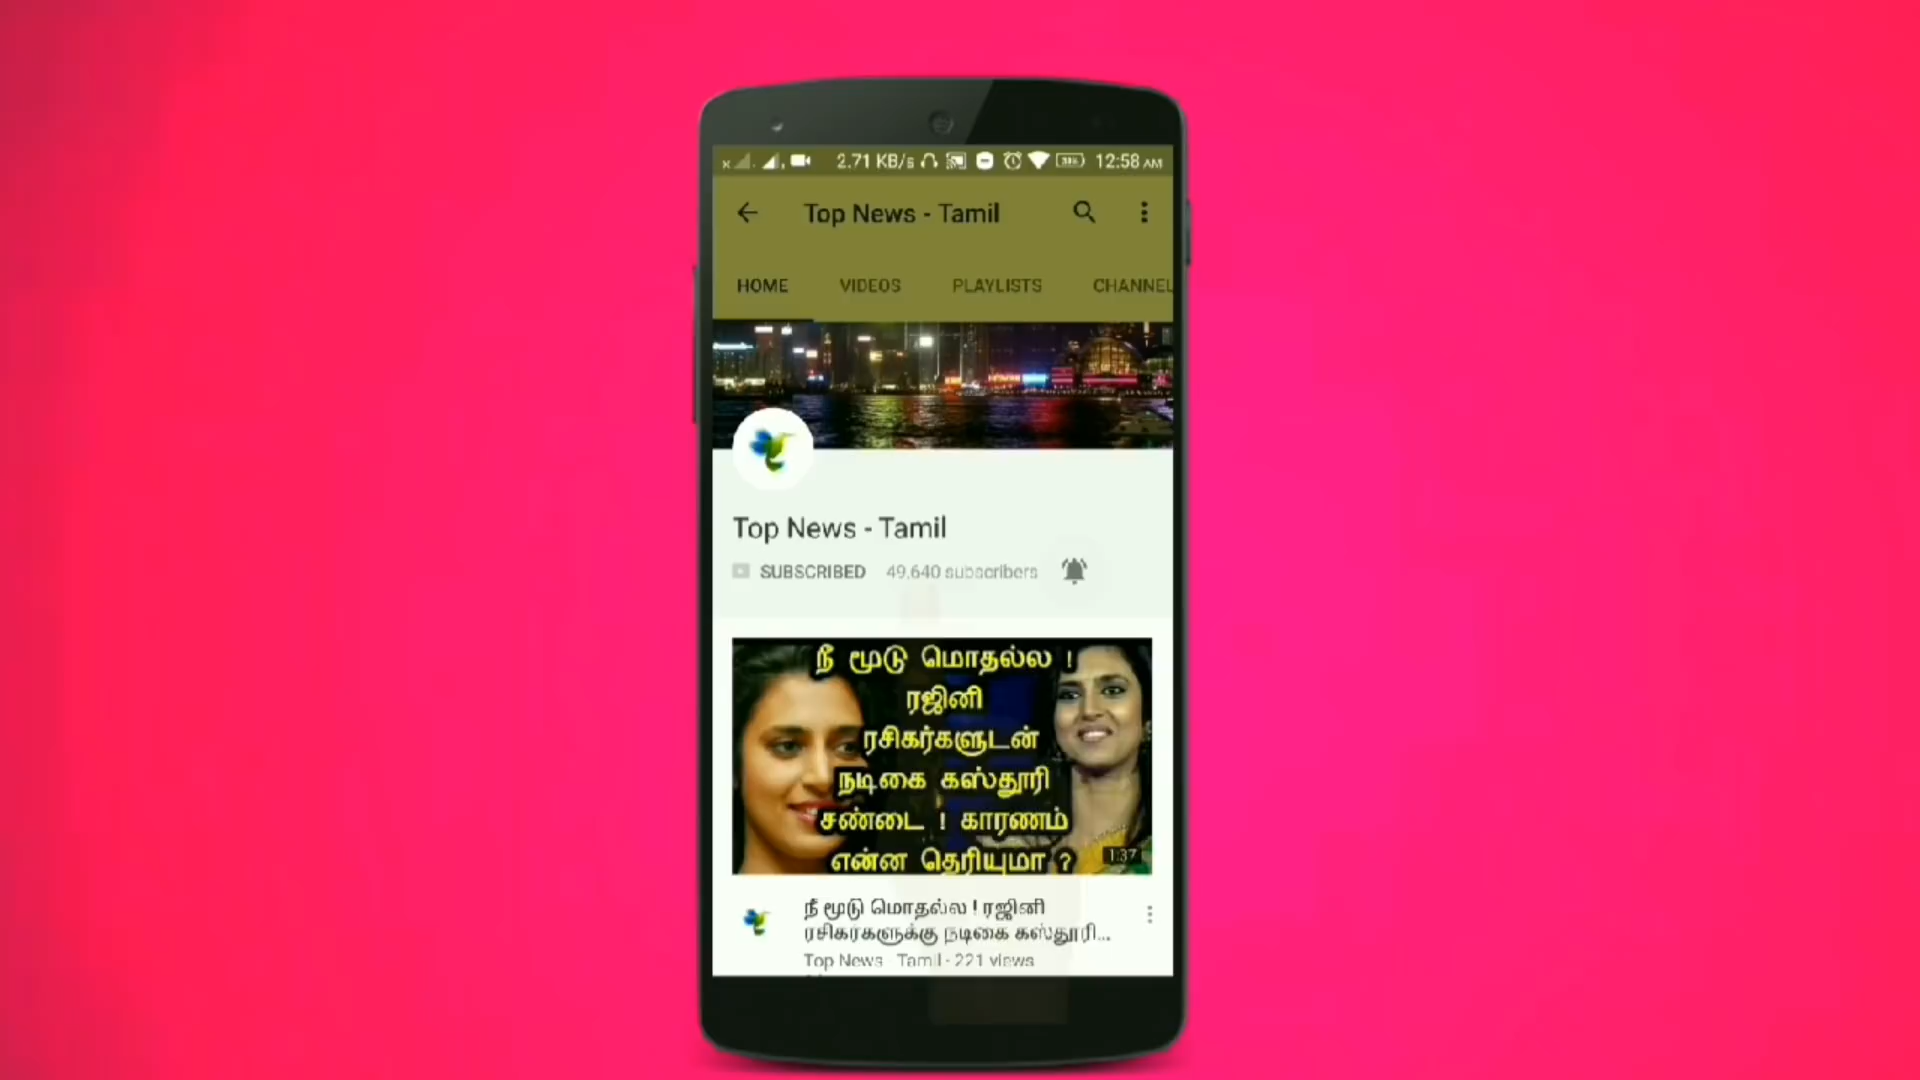 2.71 KB/s 12:58 AM
Top News - Tamil
HOME VIDEOS PLAYLISTS CHANNEL
Top News - Tamil
SUBSCRIBED 49,640 subscribers
நீ மூடு மொதல்ல !
ரஜினி
ரசிகர்களுடன்
நடிகை கஸ்தூரி
சண்டை ! காரணம்
என்ன தெரியுமா ?
1:37
நீ மூடு மொதல்ல ! ரஜினி
ரசிகர்களுக்கு நடிகை கஸ்தூரி...
Top News - Tamil - 221 views